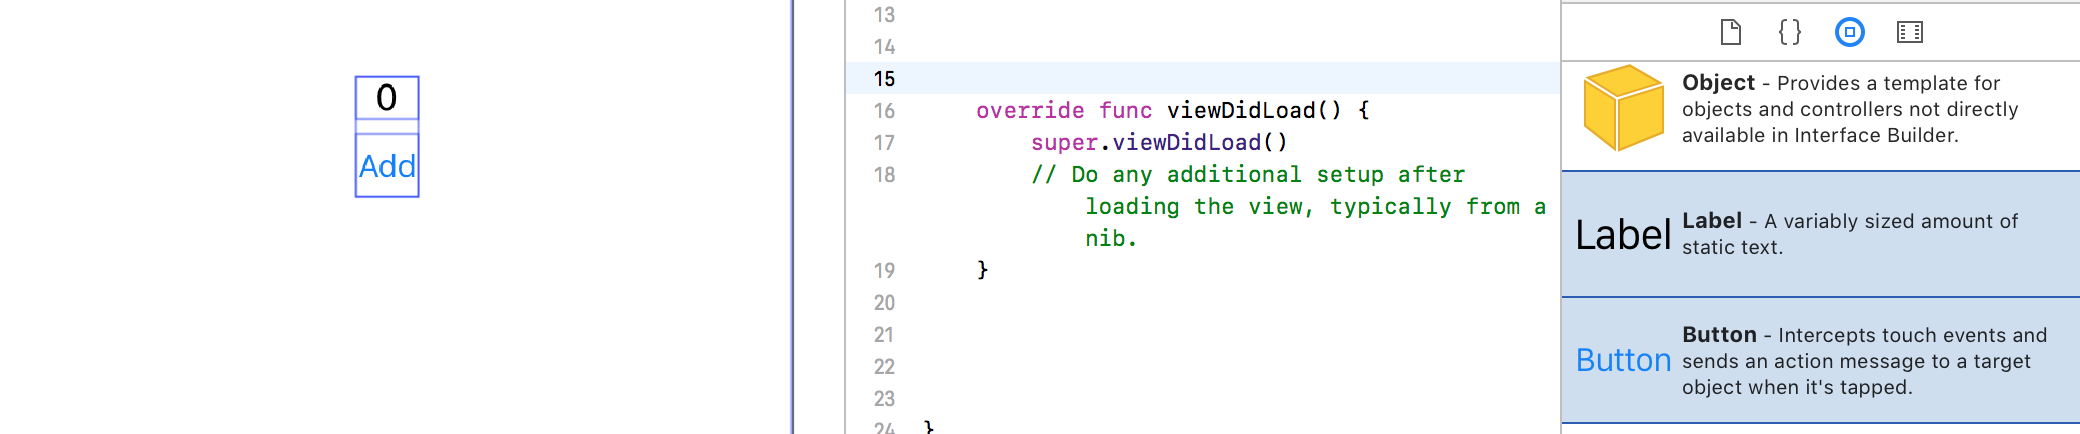 0
Add
13
14
15
16 override func viewDidLoad() {
17 super.viewDidLoad()
18 // Do any additional setup after
loading the view, typically from a
nib.
19 }
20
21
22
23
24 }
Object - Provides a template for
objects and controllers not directly
available in Interface Builder.
Label
Label - A variably sized amount of
static text.
Button
Button - Intercepts touch events and
sends an action message to a target
object when it's tapped.